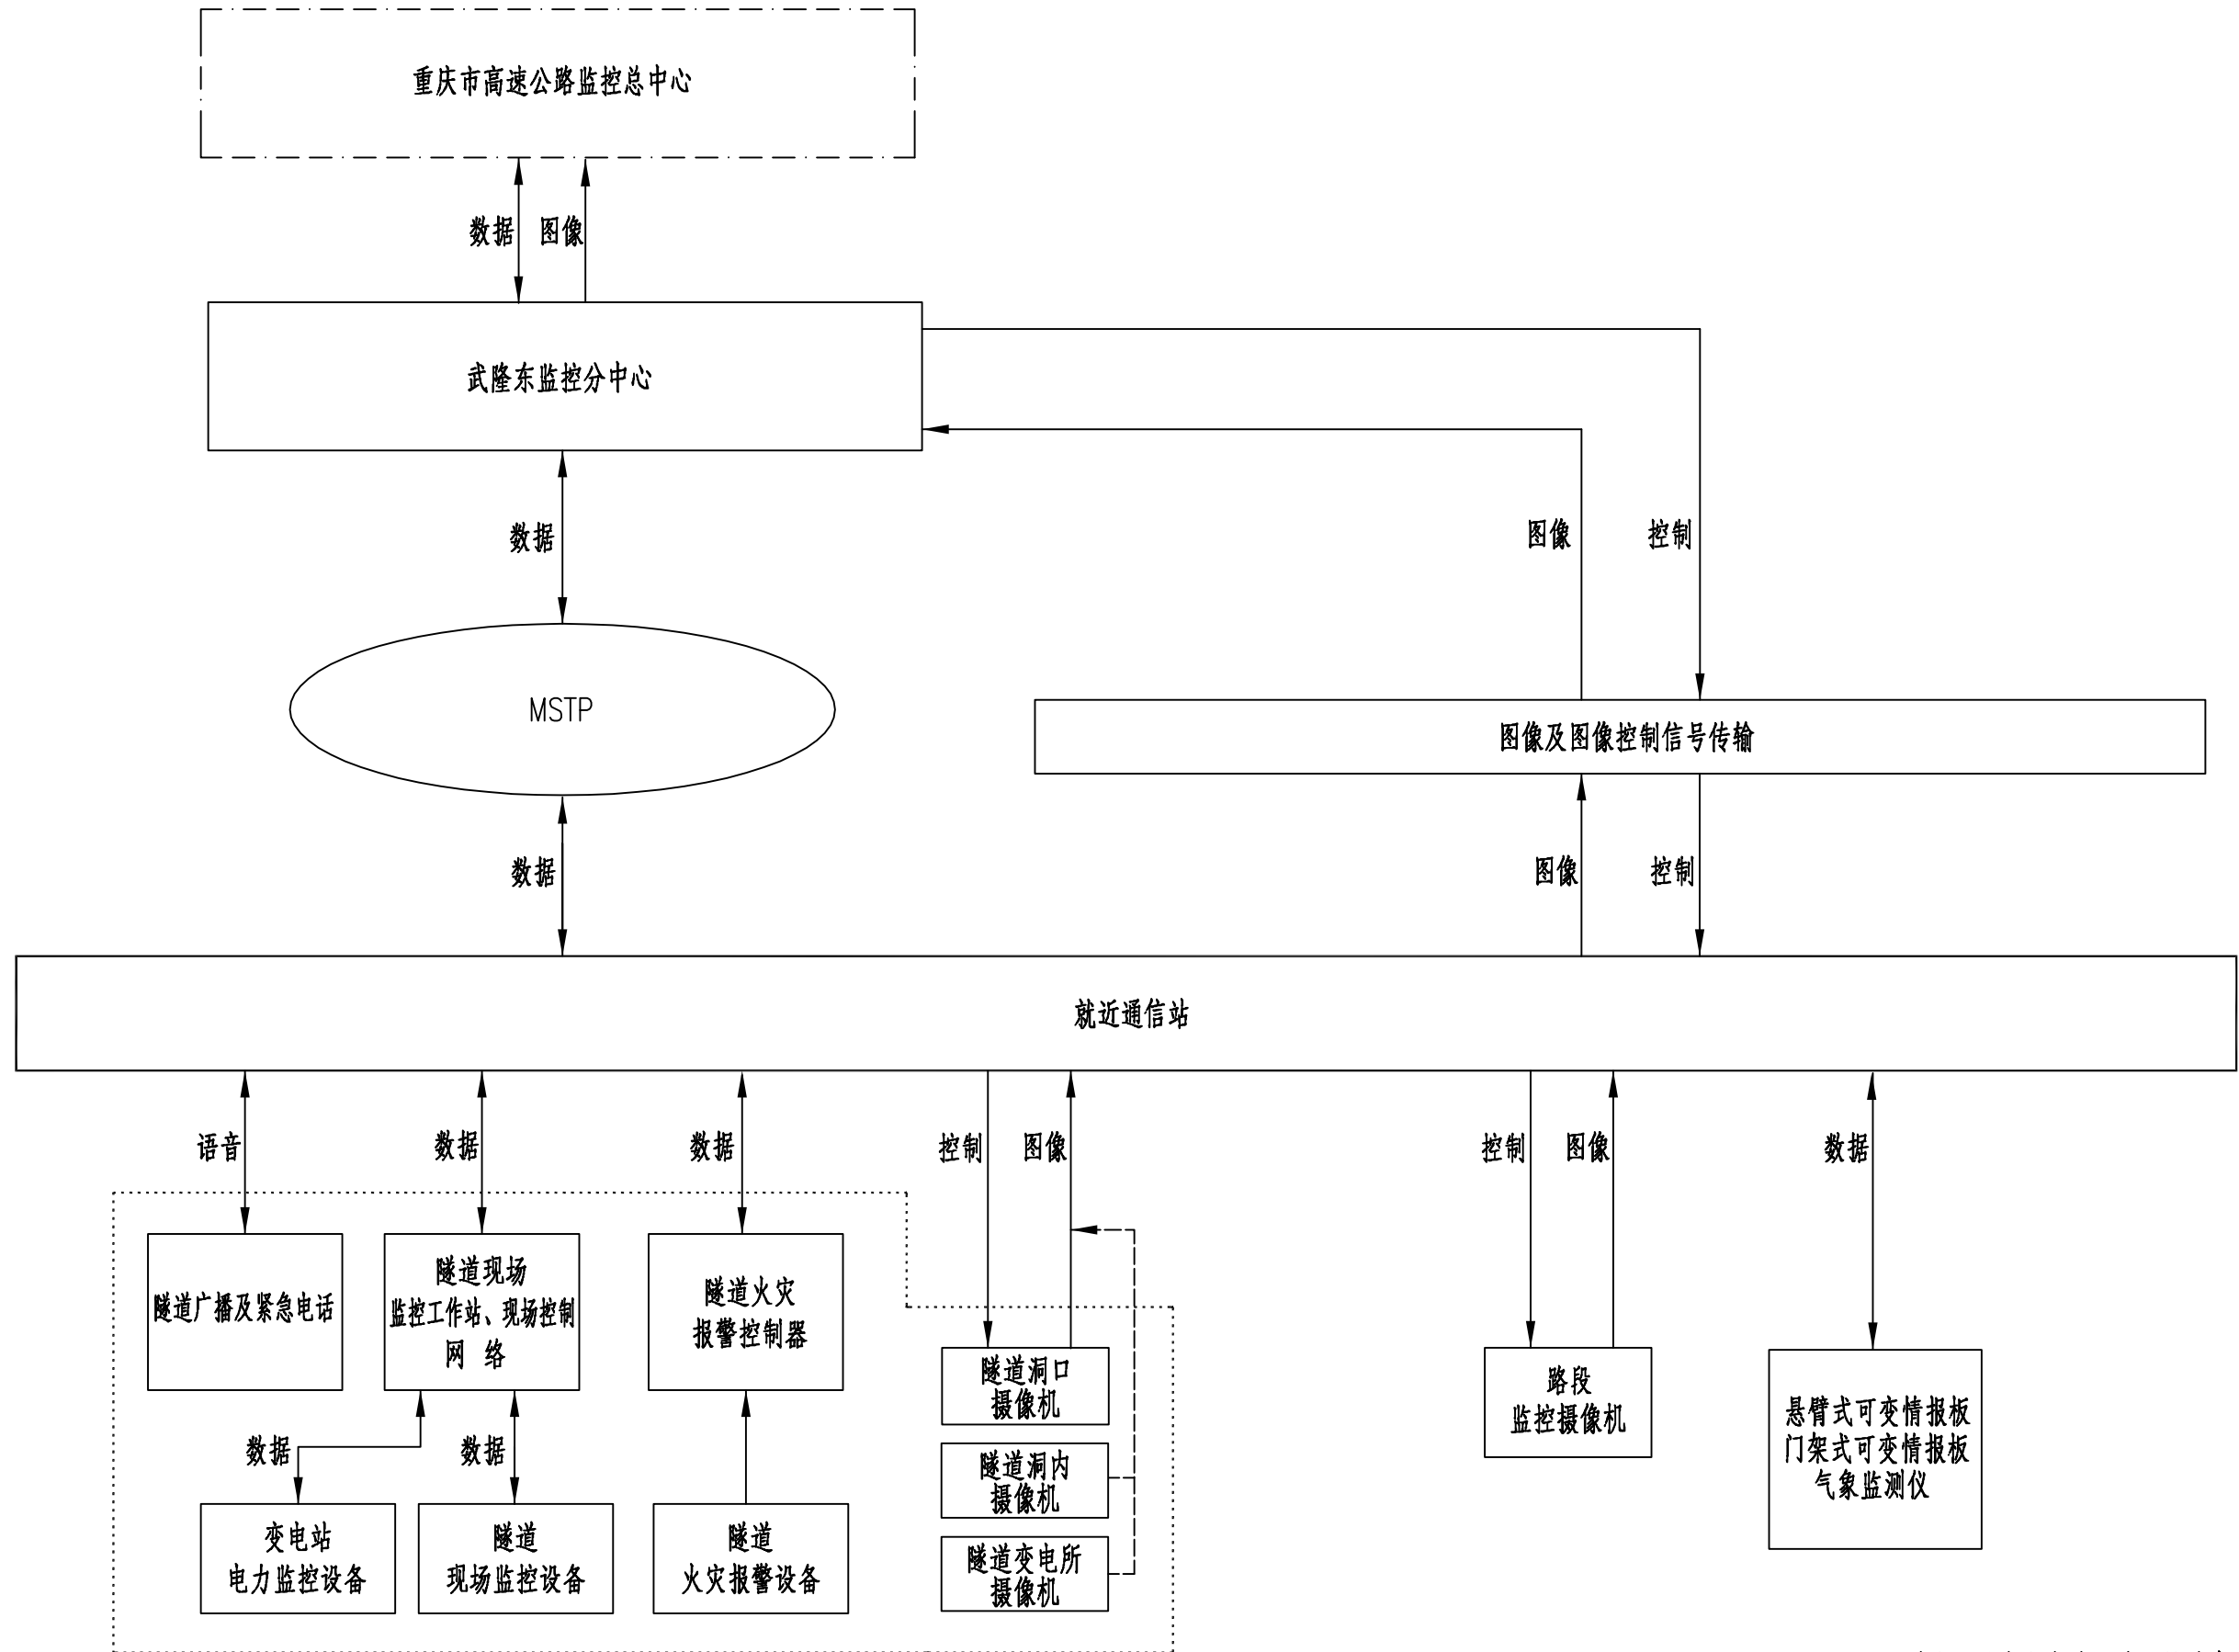 重庆市高速公路监控总中心
数据 图像
武隆东监控分中心
数据
图像 控制
MSTP
图像及图像控制信号传输
数据
图像 控制
就近通信站
语音 数据 数据 控制 图像 控制 图像 数据
隧道广播及紧急电话
隧道现场
监控工作站、现场控制
网 络
隧道火灾
报警控制器
隧道洞口
摄像机
路段
监控摄像机
悬臂式可变情报板
门架式可变情报板
气象监测仪
数据 数据
隧道洞内
摄像机
变电站
电力监控设备
隧道
现场监控设备
隧道
火灾报警设备
隧道变电所
摄像机